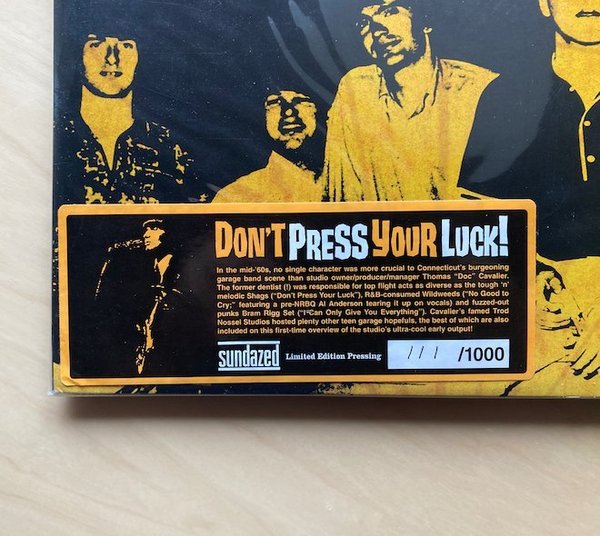 DON'T PRESS YOUR LUCK!
In the mid-'60s, no single character was more crucial to Connecticut's burgeoning
garage band scene than studio owner/producer/manager Thomas "Doc" Cavalier.
The former dentist (!) was responsible for top flight acts as diverse as the tough 'n'
melodic Shags ("Don't Press Your Luck"), R&B-consumed Wildweeds ("No Good to
Cry;" featuring a pre-NRBQ Al Anderson tearing it up on vocals) and fuzzed-out
punks Bram Rigg Set ("I Can Only Give You Everything"). Cavalier's famed Trod
Nossel Studios hosted plenty other teen garage hopefuls, the best of which are also
included on this first-time overview of the studio's ultra-cool early output!
sundazed Limited Edition Pressing 111 /1000